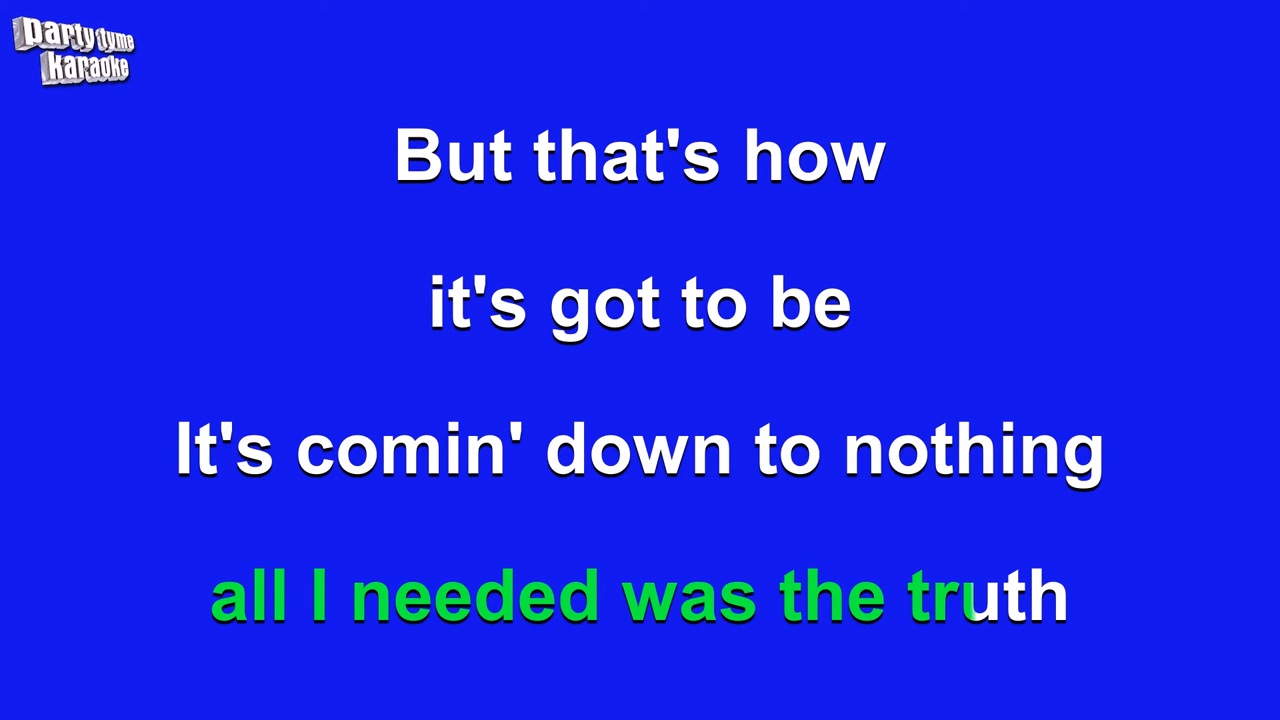 party tyme
karaoke
But that's how
it's got to be
It's comin' down to nothing
all I needed was the truth